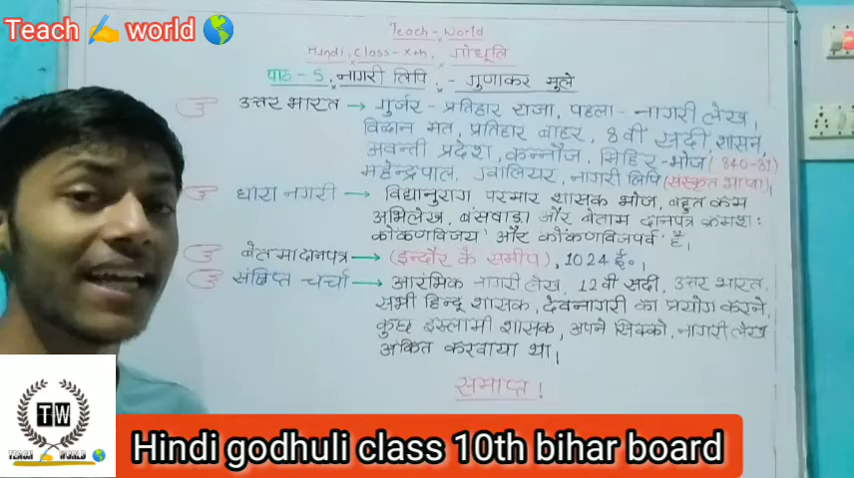 Teach ✍️ world 🌎
Teach-World
Hindi, Class-Xth, गोधूलि
पाठ-5, नागरी लिपि, - गुणाकर मूले
उत्तर भारत → गुर्जर-प्रतिहार राजा, पहला-नागरी लेख,
विद्वान मत, प्रतिहार बाहर, 8वीं सदी, शासन,
अवन्ती प्रदेश, कन्नौज, मिहिर-भोज (840-81)
महेन्द्रपाल, ग्वालियर, नागरी लिपि (संस्कृत भाषा)।
धारा नगरी → विद्यानुराग, परमार शासक भोज, बहुत कम
अभिलेख, बंसवाड़ा और बेताम दानपत्र क्रमशः
कोंकणविजय और कोंकणविजपर्व है।
बेतमा दानपत्र → (इन्दौर के समीप), 1024 ई०।
संक्षिप्त चर्चा → आरंमिक नागरी लेख, 12वीं सदी, उत्तर भारत,
सभी हिन्दू शासक, देवनागरी का प्रयोग करने,
कुछ इस्लामी शासक, अपने सिक्को, नागरी लेख
अंकित करवाया था।
समाप्त!
TW
TEACH ✍️ WORLD 🌎
Hindi godhuli class 10th bihar board